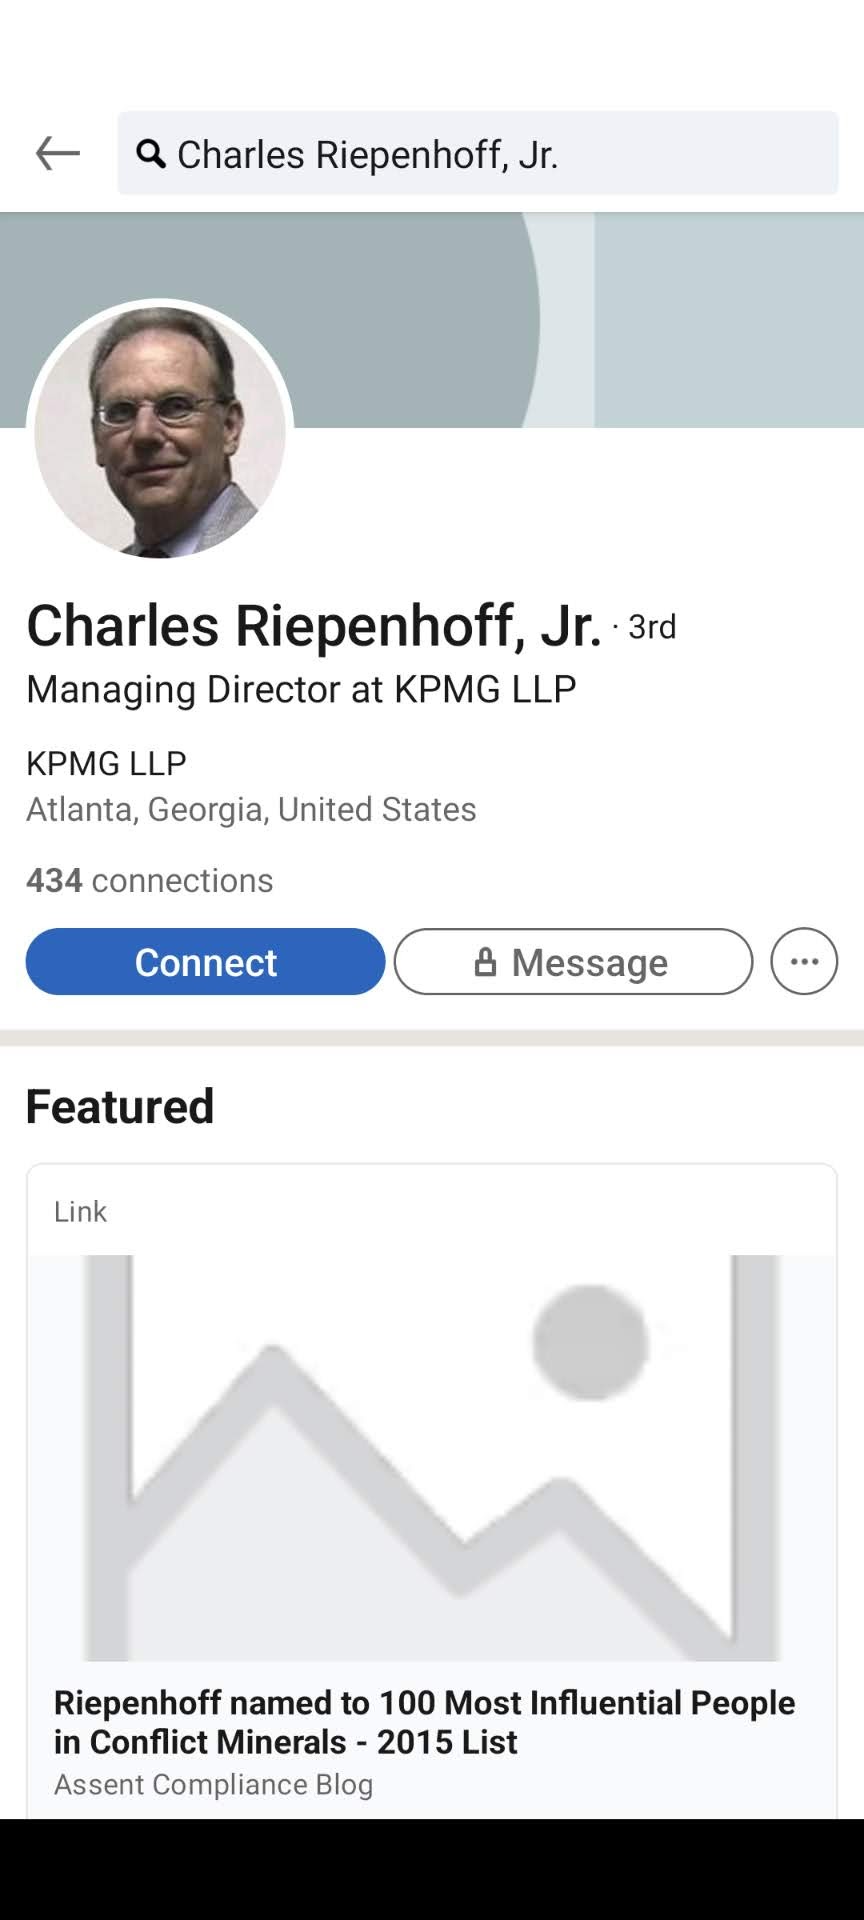 Charles Riepenhoff, Jr.
Charles Riepenhoff, Jr. · 3rd
Managing Director at KPMG LLP
KPMG LLP
Atlanta, Georgia, United States
434 connections
Connect
Message
Featured
Link
Riepenhoff named to 100 Most Influential People
in Conflict Minerals - 2015 List
Assent Compliance Blog